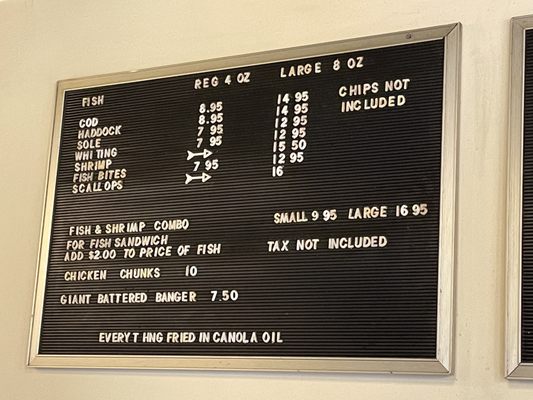 FISH REG 4 OZ LARGE 8 OZ
CHIPS NOT INCLUDED
COD 8.95 14 95
HADDOCK 8.95 14 95
SOLE 7 95 12 95
WHITING 7 95 12 95
SHRIMP 15 50
FISH BITES 7 95 12 95
SCALLOPS 16
FISH & SHRIMP COMBO SMALL 9 95 LARGE 16 95
FOR FISH SANDWICH
ADD $2.00 TO PRICE OF FISH TAX NOT INCLUDED
CHICKEN CHUNKS 10
GIANT BATTERED BANGER 7.50
EVERYT HNG FRIED IN CANOLA OIL